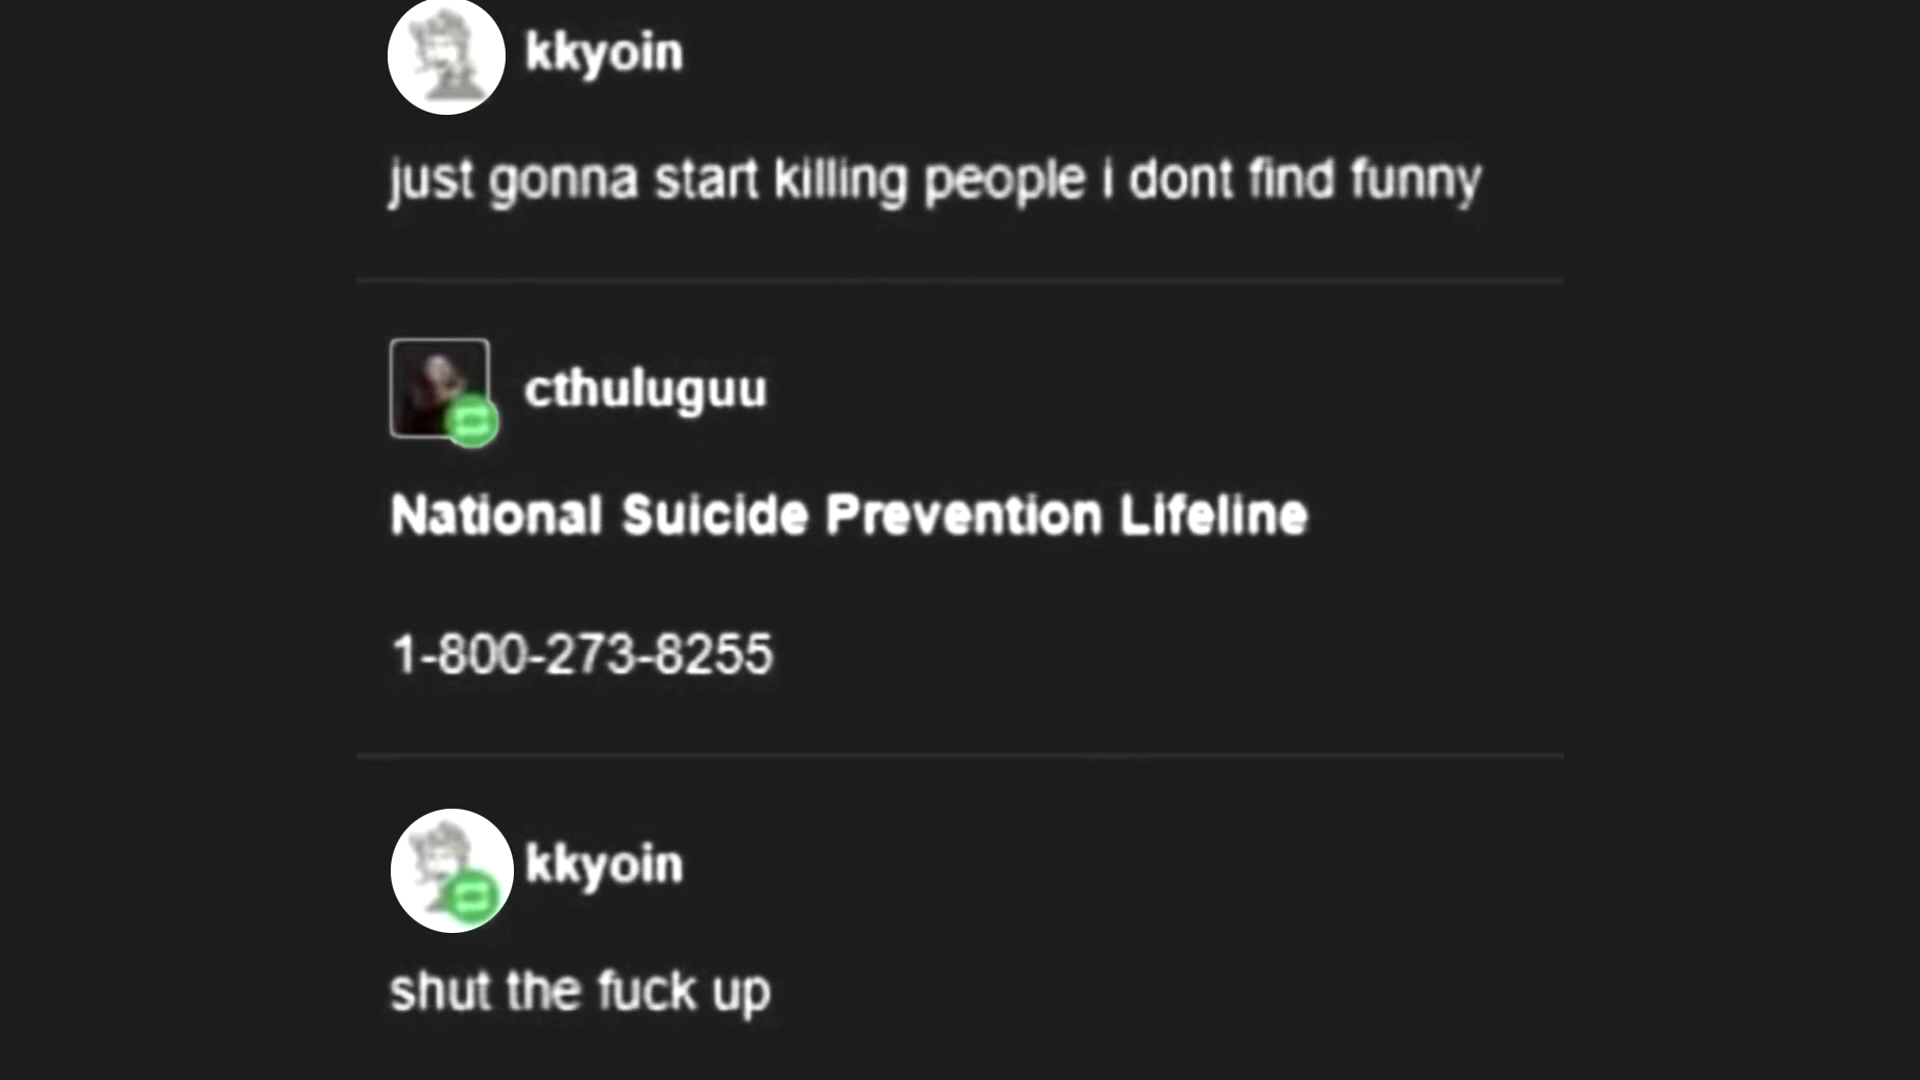 kkyoin
just gonna start killing people i dont find funny
cthuluguu
National Suicide Prevention Lifeline
1-800-273-8255
kkyoin
shut the fuck up